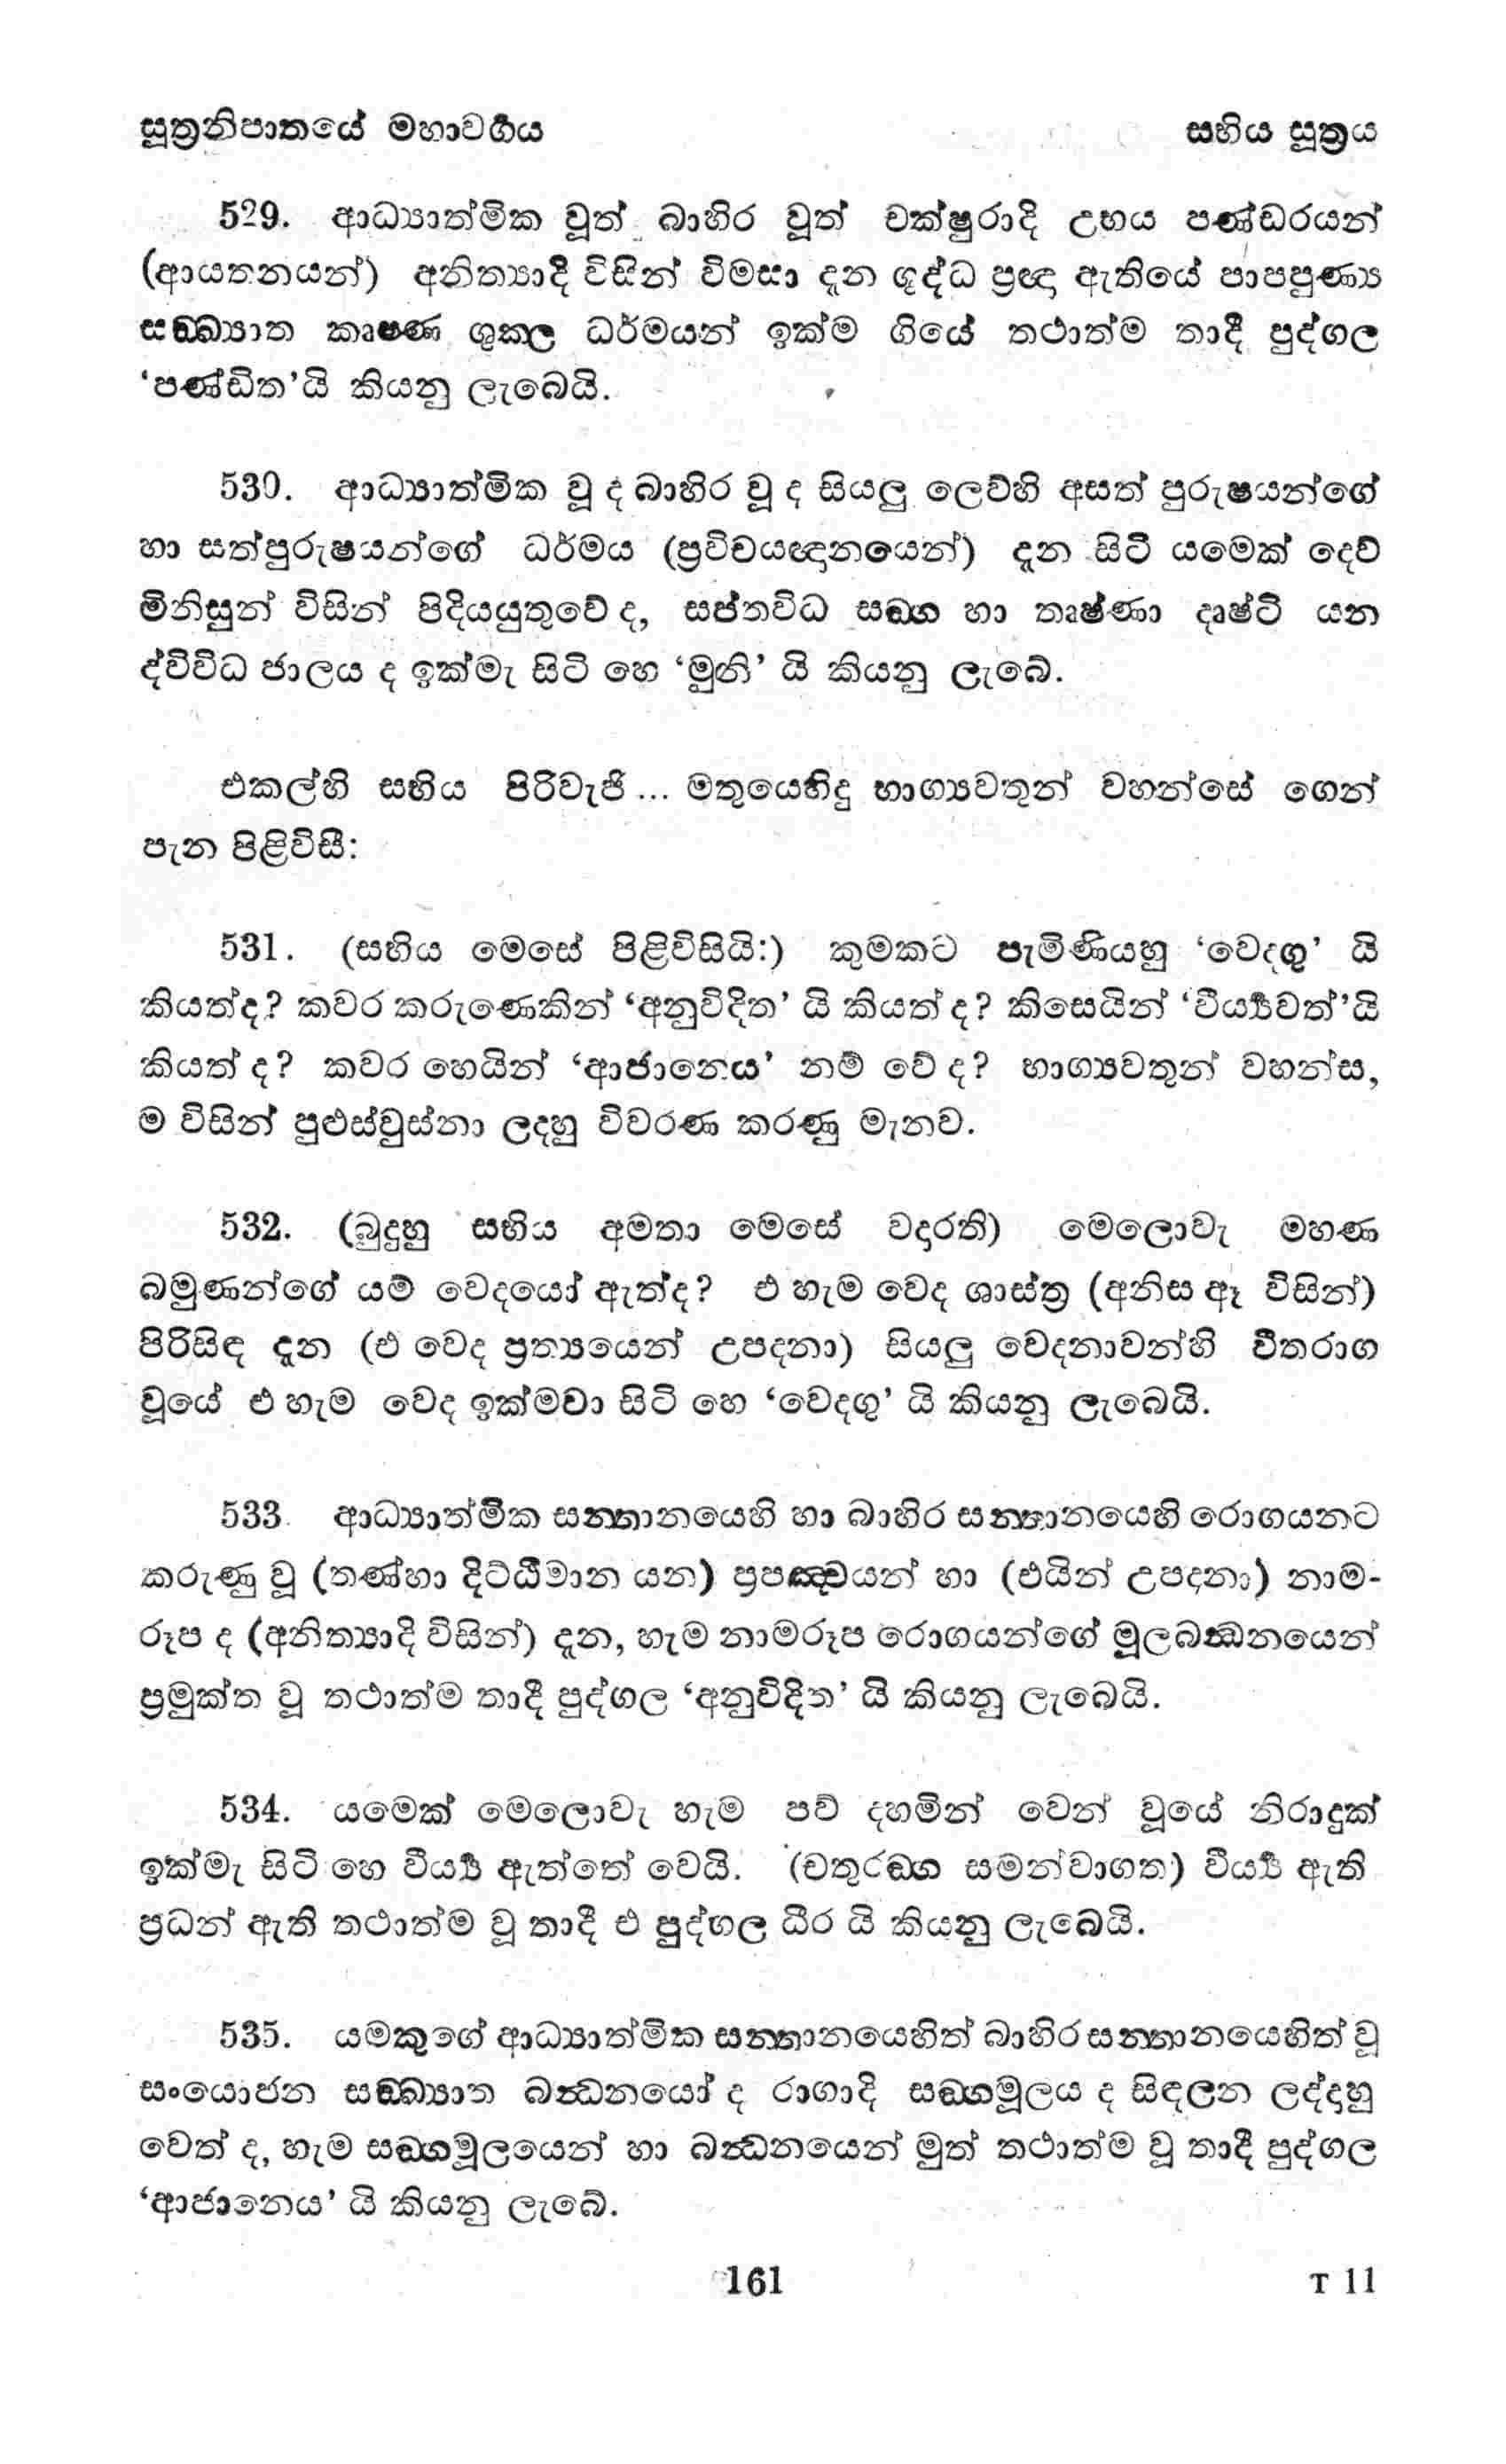 සූත්‍රනිපාතයේ මහාවර්‍ගය
සභිය සූත්‍රය
529. ආධ්‍යාත්මික වූත් බාහිර වූත් චක්ෂුරාදි උභය පණ්ඩරයන්
(ආයතනයන්) අනිත්‍යාදී විසින් විමසා දැන ශුද්ධ ප්‍රඥා ඇතියේ පාපපුණ්‍ය
සඞ්ඛ්‍යාත කෘෂණ ශුක්ල ධර්මයන් ඉක්ම ගියේ තථාත්ම තාදී පුද්ගල
‘පණ්ඩිත’යි කියනු ලැබෙයි.
530. ආධ්‍යාත්මික වූ ද බාහිර වූ ද සියලු ලෙව්හි අසත් පුරුෂයන්ගේ
හා සත්පුරුෂයන්ගේ ධර්මය (ප්‍රවිචයඥානයෙන්) දැන සිටි යමෙක් දෙව්
මිනිසුන් විසින් පිදියයුතුවේ ද, සප්තවිධ සඞ්ග හා තෘෂ්ණා දෘෂ්ටි යන
ද්විවිධ ජාලය ද ඉක්මැ සිටි හෙ ‘මුනි’ යි කියනු ලැබේ.
එකල්හි සභිය පිරිවැජි ... මතුයෙහිදු භාග්‍යවතුන් වහන්සේ ගෙන්
පැන පිළිවිසී:
531. (සභිය මෙසේ පිළිවිසියි:) කුමකට පැමිණියහු ‘වෙදගු’ යි
කියත්ද? කවර කරුණෙකින් ‘අනුවිදිත’ යි කියත් ද? කිසෙයින් ‘වීර්‍ය්‍යවත්’යි
කියත් ද? කවර හෙයින් ‘ආජානෙය’ නම් වේ ද? භාග්‍යවතුන් වහන්ස,
ම විසින් පුළුස්වුස්නා ලදහු විවරණ කරණු මැනව.
532. (බුදුහු සභිය අමතා මෙසේ වදාරති) මෙලොවැ මහණ
බමුණන්ගේ යම් වෙදයෝ ඇත්ද? එ හැම වෙද ශාස්ත්‍ර (අනිස ඈ විසින්)
පිරිසිඳ දැන (එ වෙද ප්‍රත්‍යයෙන් උපදනා) සියලු වෙදනාවන්හි වීතරාග
වූයේ එ හැම වෙද ඉක්මවා සිටි හෙ ‘වෙදගු’ යි කියනු ලැබෙයි.
533. ආධ්‍යාත්මික සන්තානයෙහි හා බාහිර සන්තානයෙහි රොගයනට
කරුණු වූ (තණ්හා දිට්ඨීමාන යන) ප්‍රපඤ්චයන් හා (එයින් උපදනා) නාම-
රූප ද (අනිත්‍යාදි විසින්) දැන, හැම නාමරූප රොගයන්ගේ මූලබන්‍ධනයෙන්
ප්‍රමුක්ත වූ තථාත්ම තාදී පුද්ගල ‘අනුවිදිත’ යි කියනු ලැබෙයි.
534. යමෙක් මෙලොවැ හැම පව් දහමින් වෙන් වූයේ නිරාදුක්
ඉක්මැ සිටි හෙ වීර්‍ය්‍ය ඇත්තේ වෙයි. (චතුරඞ්ග සමන්වාගත) වීර්‍ය්‍ය ඇති
ප්‍රධන් ඇති තථාත්ම වූ තාදී එ පුද්ගල ධීර යි කියනු ලැබෙයි.
535. යමකුගේ ආධ්‍යාත්මික සන්තානයෙහිත් බාහිර සන්තානයෙහිත් වූ
සංයොජන සඞ්ඛ්‍යාත බන්‍ධනයෝ ද රාගාදි සඞ්ගමූලය ද සිඳලන ලද්දාහු
වෙත් ද, හැම සඞ්ගමූලයෙන් හා බන්‍ධනයෙන් මුත් තථාත්ම වූ තාදී පුද්ගල
‘ආජානෙය’ යි කියනු ලැබේ.
161
T 11